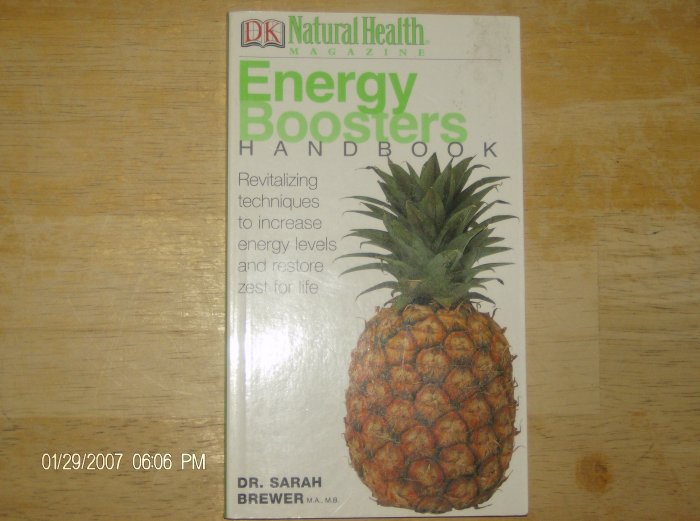 DK Natural Health
MAGAZINE
Energy
Boosters
HANDBOOK
Revitalizing
techniques
to increase
energy levels
and restore
zest for life
DR. SARAH
BREWER M.A., M.B.
01/29/2007 06:06 PM